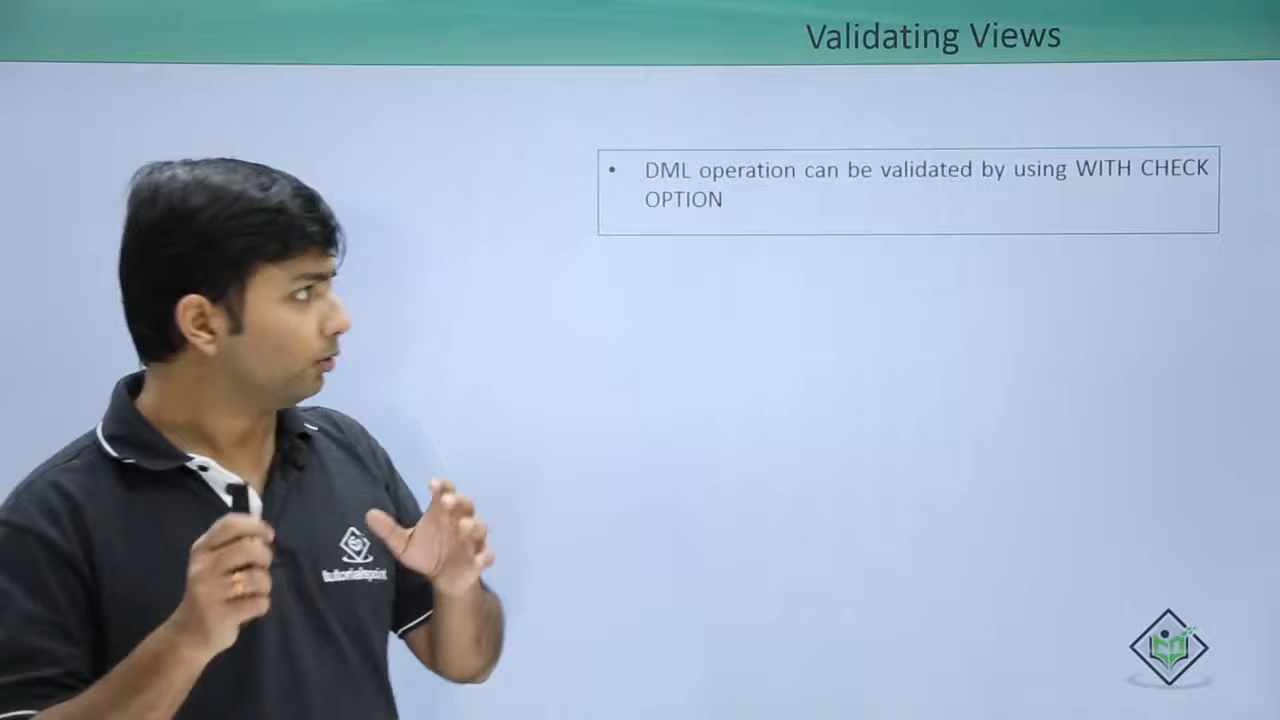 Validating Views
• DML operation can be validated by using WITH CHECK
OPTION
tutorialspoint